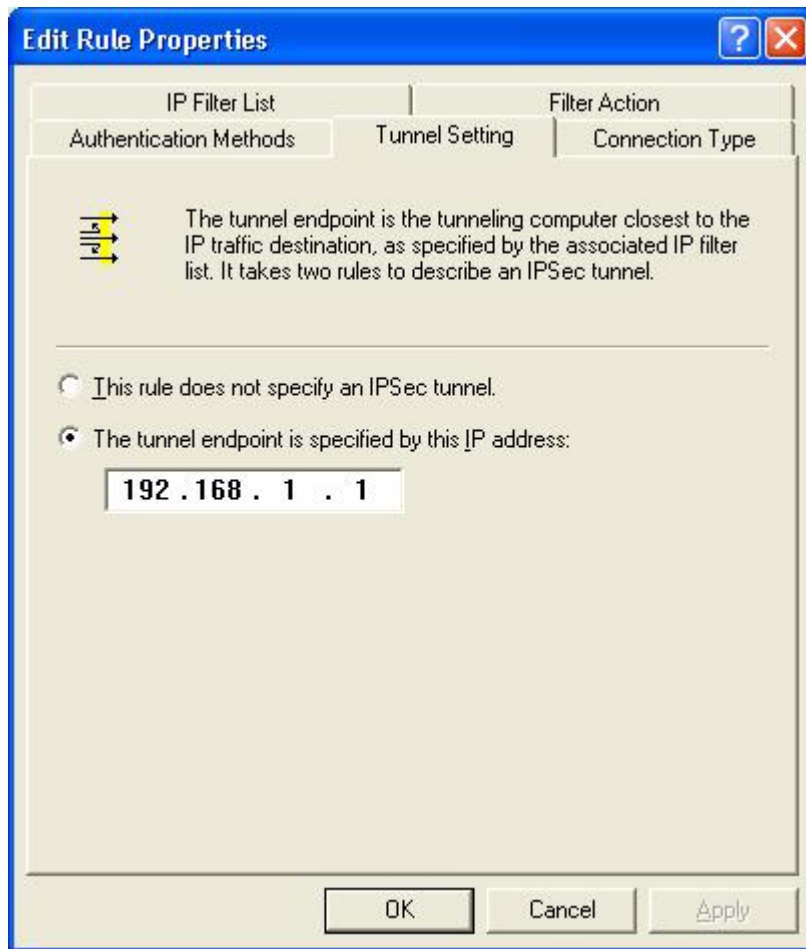 Edit Rule Properties ?
IP Filter List Filter Action
Authentication Methods Tunnel Setting Connection Type
The tunnel endpoint is the tunneling computer closest to the
IP traffic destination, as specified by the associated IP filter
list. It takes two rules to describe an IPSec tunnel.
This rule does not specify an IPSec tunnel.
The tunnel endpoint is specified by this IP address:
192 . 168 . 1 . 1
OK Cancel Apply